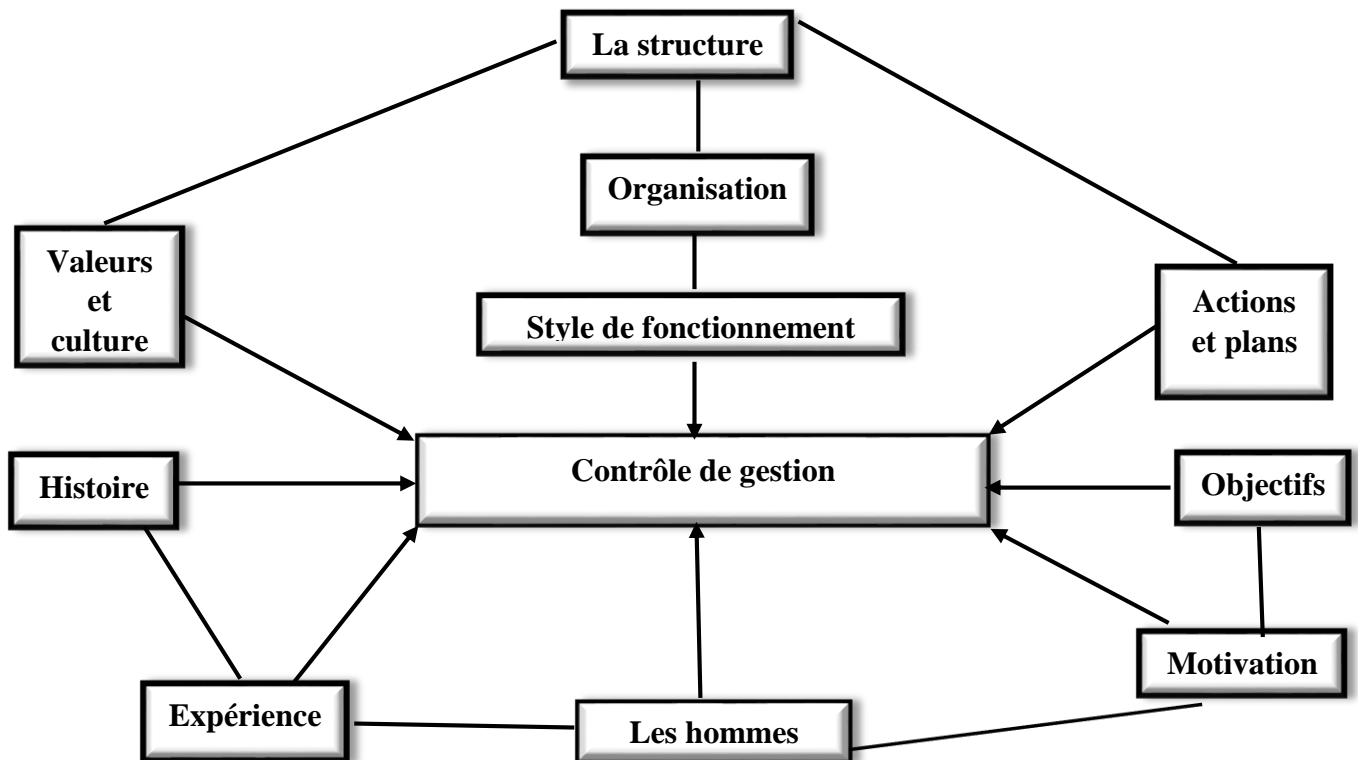 La structure
Organisation
Valeurs
et
culture
Style de fonctionnement
Actions
et plans
Contrôle de gestion
Histoire
Objectifs
Motivation
Expérience
Les hommes